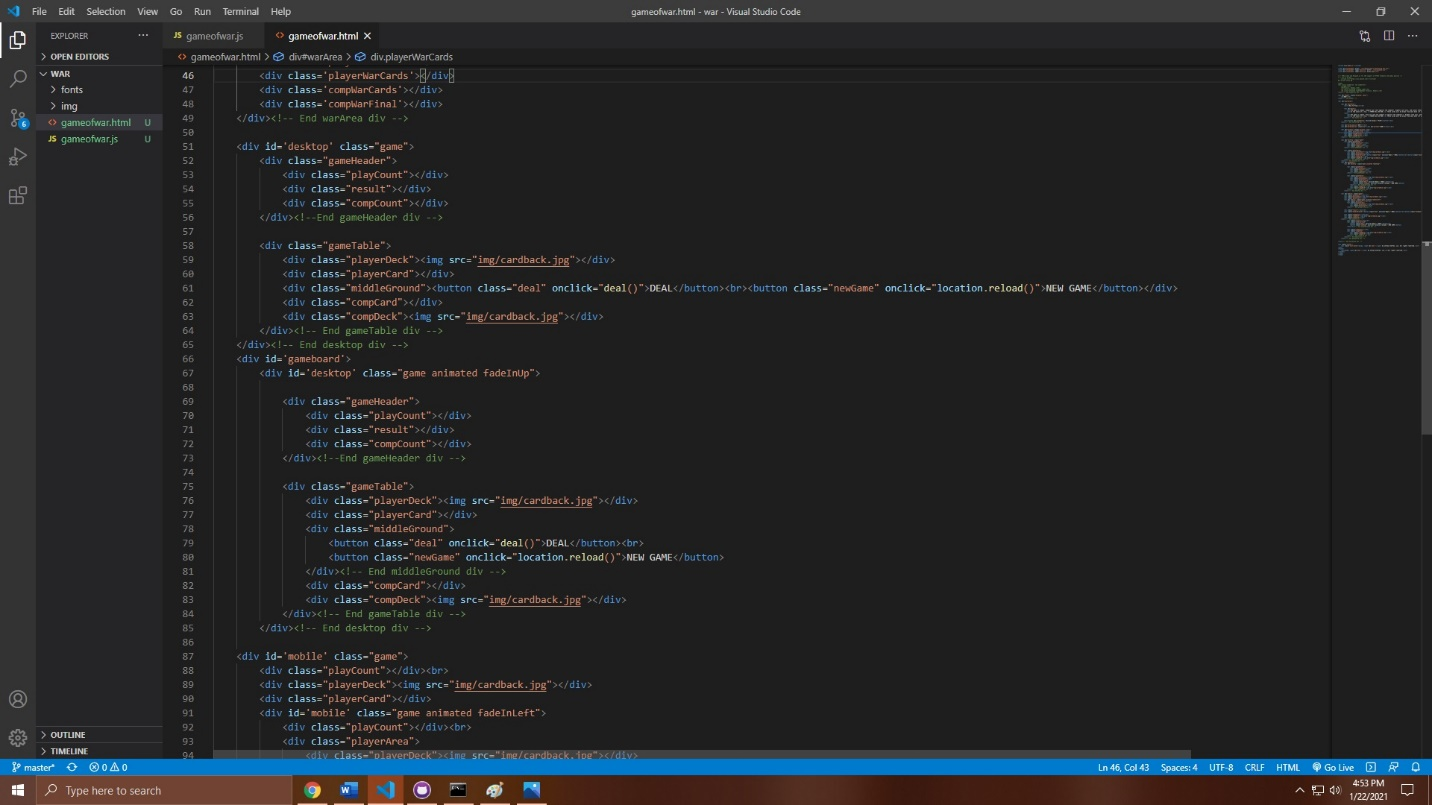 File Edit Selection View Go Run Terminal Help
gameofwar.html - war - Visual Studio Code
EXPLORER ···
OPEN EDITORS
WAR
fonts
img
gameofwar.html U
JS gameofwar.js U
OUTLINE
TIMELINE
JS gameofwar.js
gameofwar.html
gameofwar.html > div#warArea > div.playerWarCards
46 <div class='playerWarCards'></div>
47 <div class='compWarCards'></div>
48 <div class='compWarFinal'></div>
49 </div><!-- End warArea div -->
50
51 <div id='desktop' class="game">
52 <div class="gameHeader">
53 <div class="playCount"></div>
54 <div class="result"></div>
55 <div class="compCount"></div>
56 </div><!--End gameHeader div -->
57
58 <div class="gameTable">
59 <div class="playerDeck"><img src="img/cardback.jpg"></div>
60 <div class="playerCard"></div>
61 <div class="middleGround"><button class="deal" onclick="deal()">DEAL</button><br><button class="newGame" onclick="location.reload()">NEW GAME</button></div>
62 <div class="compCard"></div>
63 <div class="compDeck"><img src="img/cardback.jpg"></div>
64 </div><!-- End gameTable div -->
65 </div><!-- End desktop div -->
66 <div id='gameboard'>
67 <div id='desktop' class="game animated fadeInUp">
68
69 <div class="gameHeader">
70 <div class="playCount"></div>
71 <div class="result"></div>
72 <div class="compCount"></div>
73 </div><!--End gameHeader div -->
74
75 <div class="gameTable">
76 <div class="playerDeck"><img src="img/cardback.jpg"></div>
77 <div class="playerCard"></div>
78 <div class="middleGround">
79 <button class="deal" onclick="deal()">DEAL</button><br>
80 <button class="newGame" onclick="location.reload()">NEW GAME</button>
81 </div><!-- End middleGround div -->
82 <div class="compCard"></div>
83 <div class="compDeck"><img src="img/cardback.jpg"></div>
84 </div><!-- End gameTable div -->
85 </div><!-- End desktop div -->
86
87 <div id='mobile' class="game">
88 <div class="playCount"></div><br>
89 <div class="playerDeck"><img src="img/cardback.jpg"></div>
90 <div class="playerCard"></div>
91 <div id='mobile' class="game animated fadeInLeft">
92 <div class="playCount"></div><br>
93 <div class="playerArea">
94 <div class="playerDeck"><img src="img/cardback.jpg"></div>
6
master* 0 0
Ln 46, Col 43 Spaces: 4 UTF-8 CRLF HTML Go Live
Type here to search
4:53 PM
1/22/2021